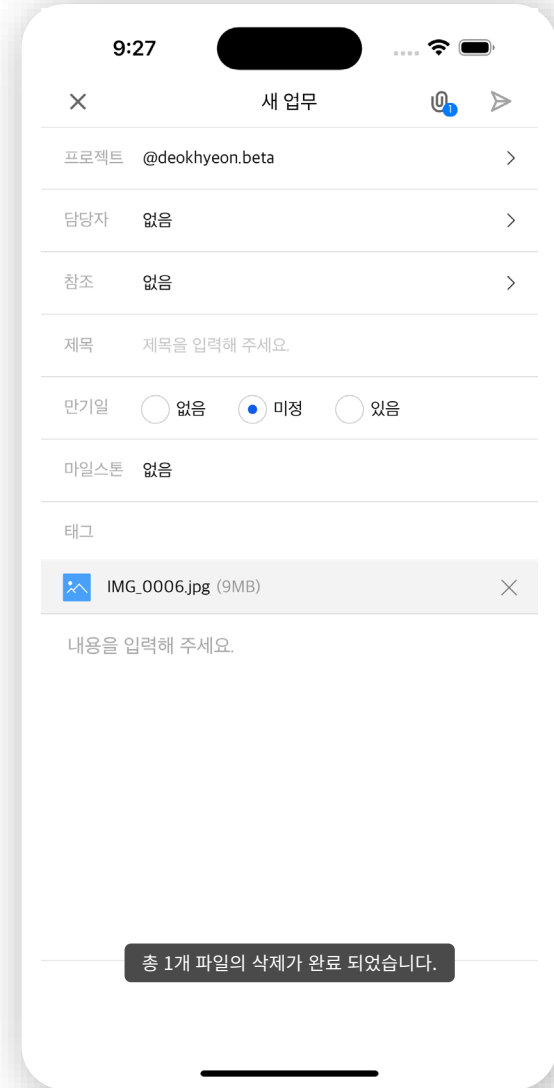 9:27
새 업무
1
프로젝트 @deokhyeon.beta
담당자 없음
참조 없음
제목 제목을 입력해 주세요.
만기일 없음 미정 있음
마일스톤 없음
태그
IMG_0006.jpg (9MB)
내용을 입력해 주세요.
총 1개 파일의 삭제가 완료 되었습니다.